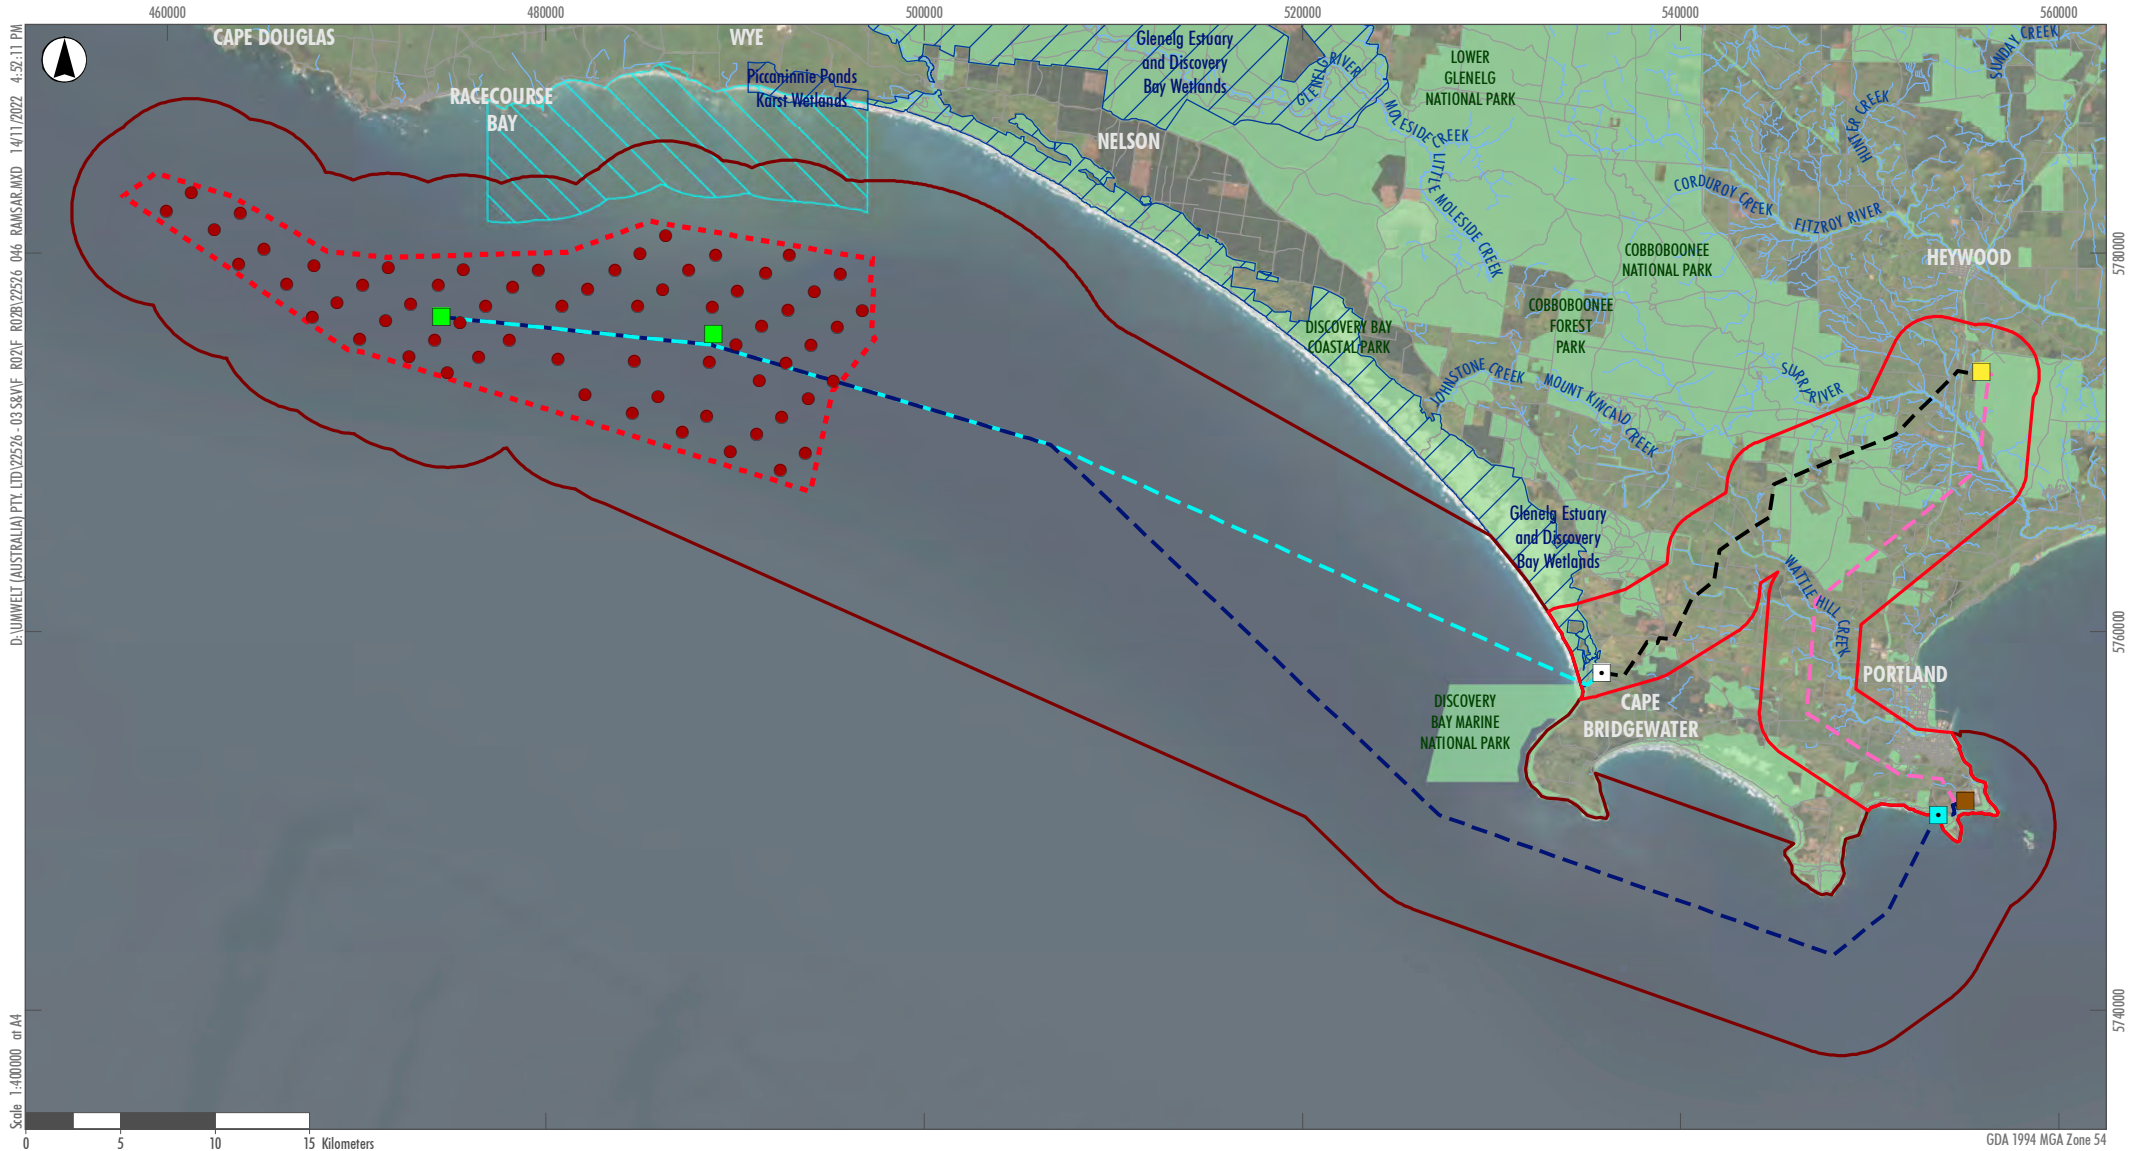 460000
480000
500000
520000
540000
560000
CAPE DOUGLAS
WYE
RACECOURSE
BAY
Piccaninnie Ponds
Karst Wetlands
Glenelg Estuary
and Discovery
Bay Wetlands
GLENELG RIVER
LOWER
GLENELG
NATIONAL PARK
SUNDAY CREEK
HUNTER CREEK
NELSON
MOLESIDE CREEK
LITTLE MOLESIDE CREEK
CORDUROY CREEK
FITZROY RIVER
COBBOBOONEE
NATIONAL PARK
HEYWOOD
COBBOBOONEE
FOREST
PARK
DISCOVERY BAY
COASTAL PARK
JOHNSTONE CREEK
MOUNT KINCAID CREEK
SURRY RIVER
Glenelg Estuary
and Discovery
Bay Wetlands
WATTLE HILL CREEK
PORTLAND
CAPE
BRIDGEWATER
DISCOVERY
BAY MARINE
NATIONAL PARK
5780000
5760000
5740000
D:\UMWELT (AUSTRALIA) PTY. LTD\22526 - 03 S&V\F_R02\F_R02B\22526_046_RAMSAR.MXD 14/11/2022 4:52:11 PM
Scale 1:400000 at A4
0 5 10 15 Kilometers
GDA 1994 MGA Zone 54